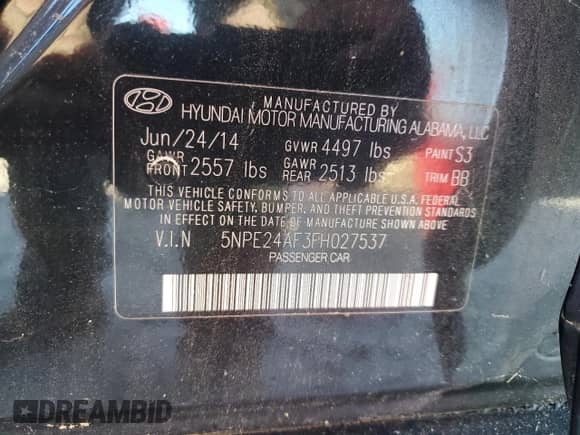 MANUFACTURED BY
HYUNDAI MOTOR MANUFACTURING ALABAMA, LLC
Jun/24/14 GVWR 4497 lbs PAINT S3
GAWR FRONT 2557 lbs GAWR REAR 2513 lbs TRIM BB
THIS VEHICLE CONFORMS TO ALL APPLICABLE U.S.A. FEDERAL
MOTOR VEHICLE SAFETY, BUMPER, AND THEFT PREVENTION STANDARDS
IN EFFECT ON THE DATE OF MANUFACTURE SHOWN ABOVE
V.I.N 5NPE24AF3FH027537
PASSENGER CAR
DREAMBID